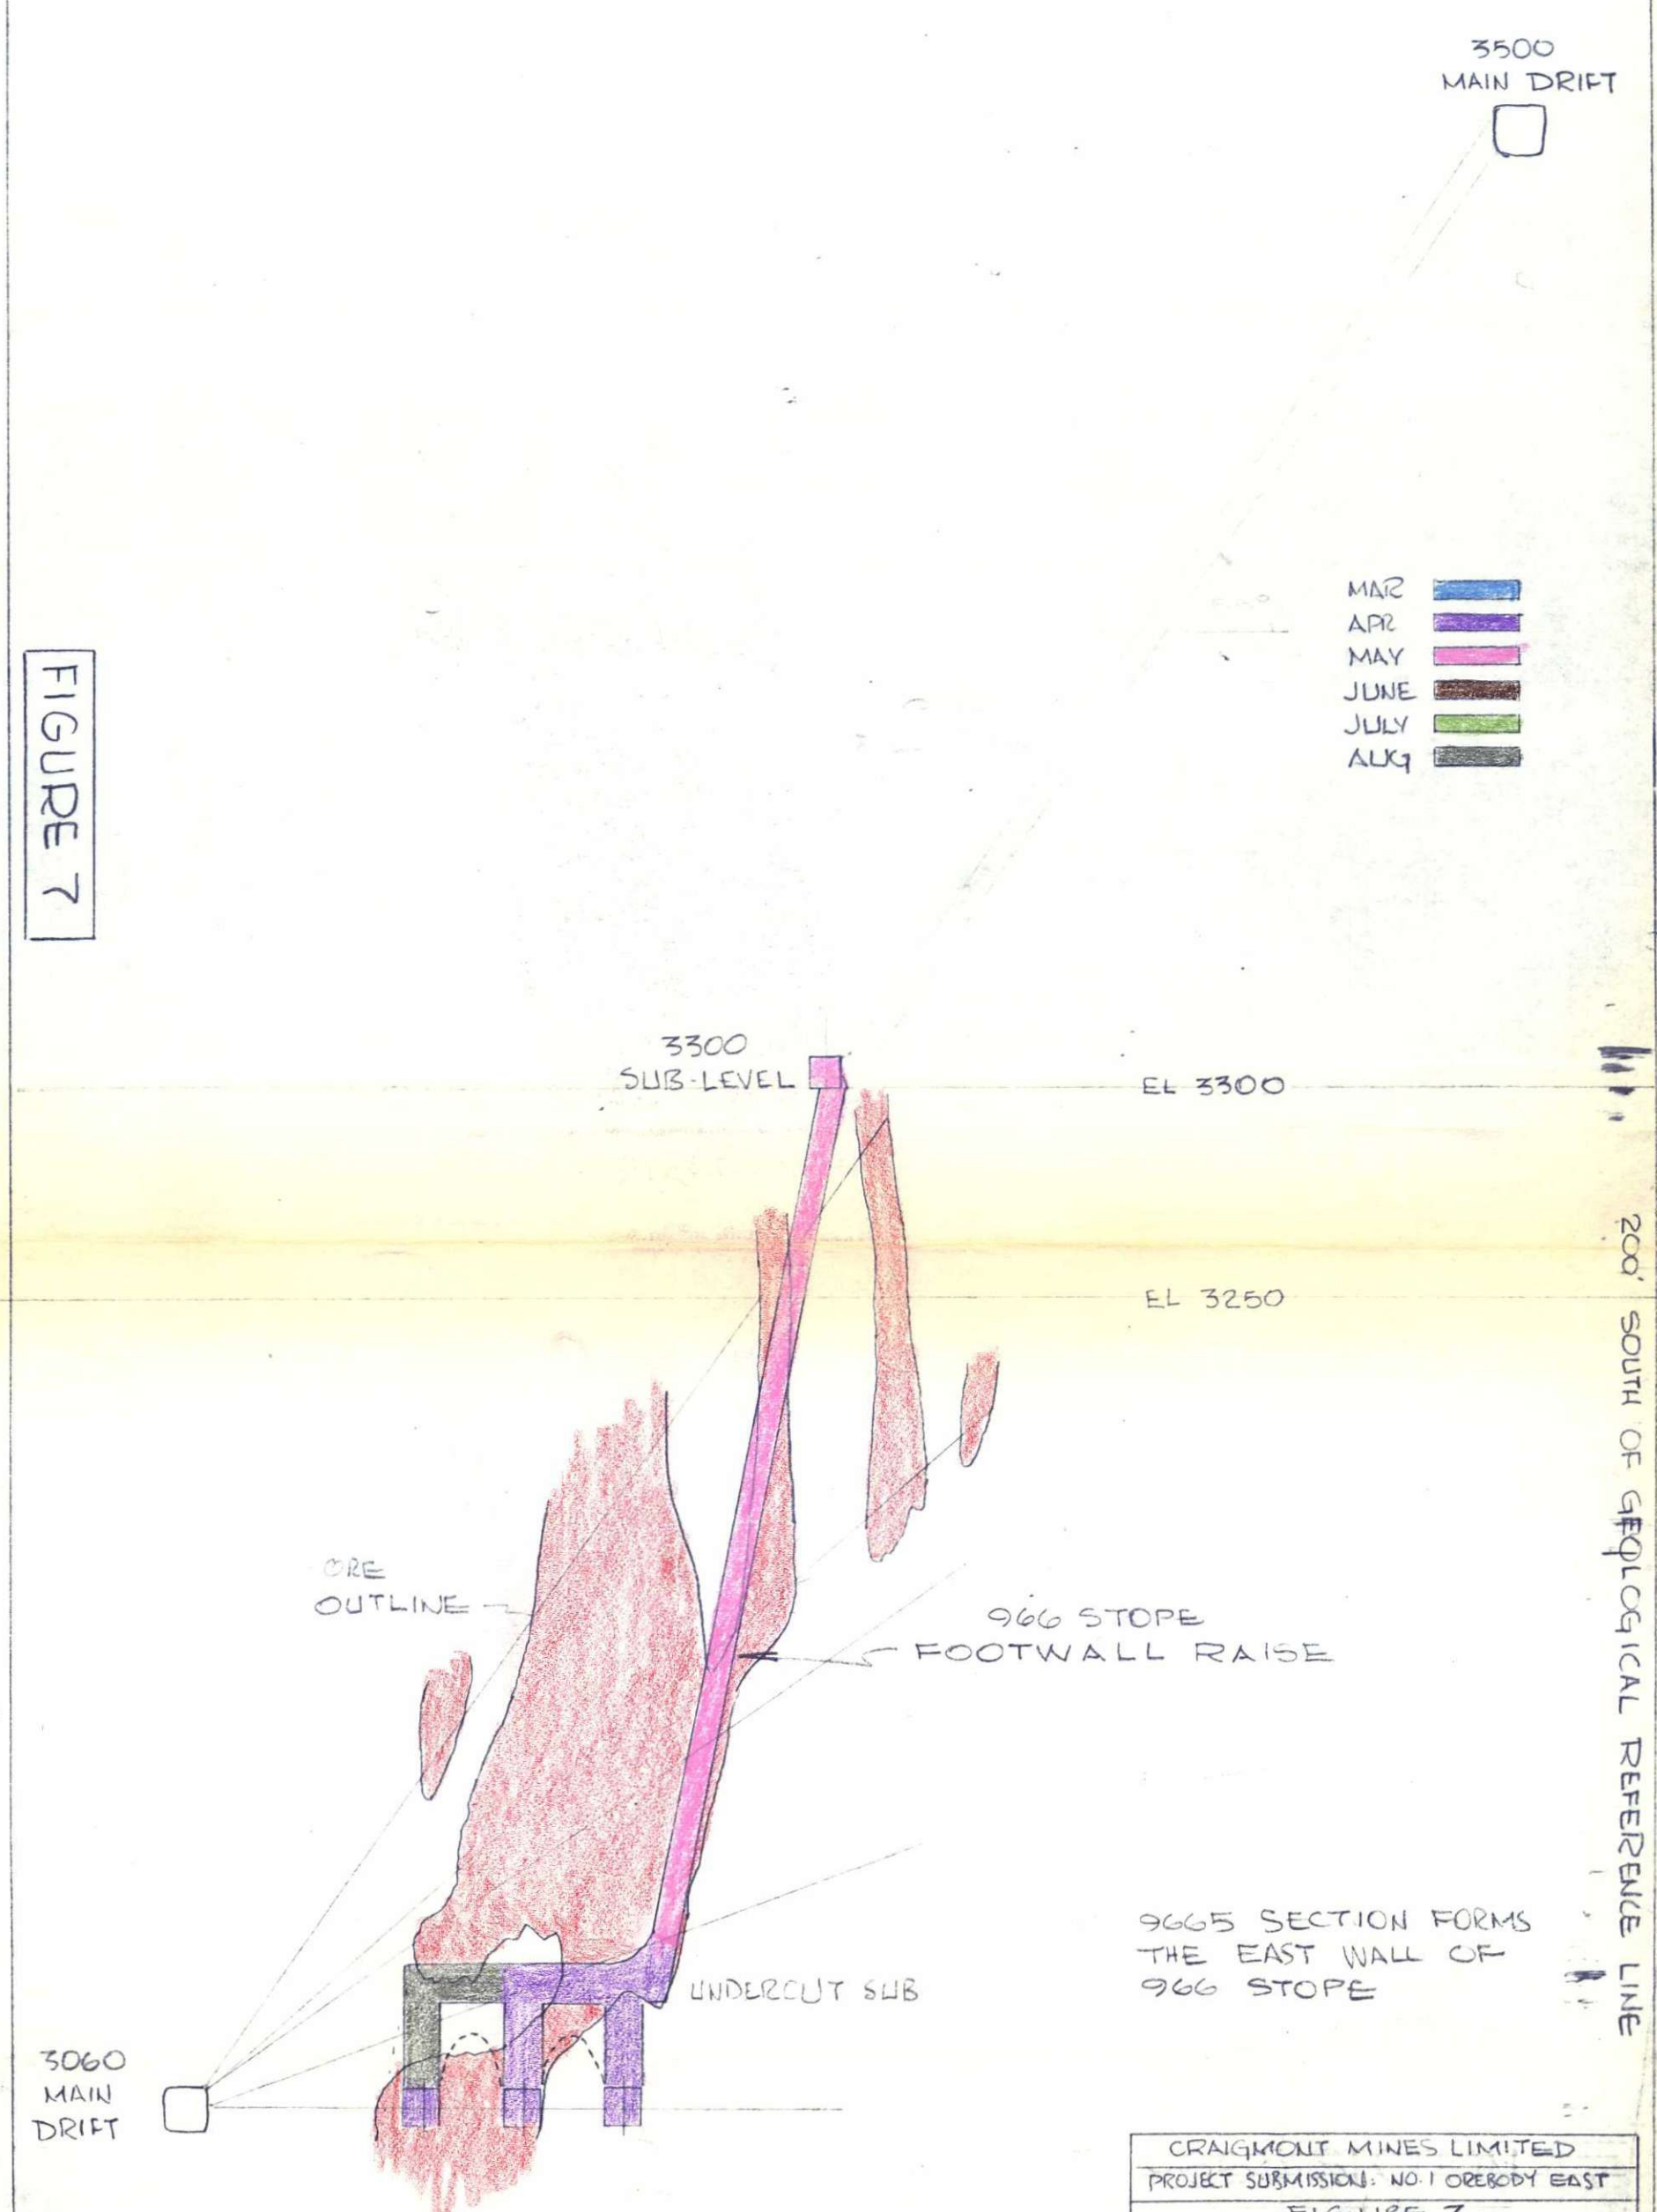 3500
MAIN DRIFT
MAR
APR
MAY
JUNE
JULY
AUG
FIGURE 7
3300
SUB-LEVEL
EL 3300
EL 3250
200' SOUTH OF GEOLOGICAL REFERENCE LINE
ORE
OUTLINE
966 STOPE
FOOTWALL RAISE
9665 SECTION FORMS
THE EAST WALL OF
966 STOPE
UNDERCUT SUB
3060
MAIN
DRIFT
CRAIGMONT MINES LIMITED
PROJECT SUBMISSION: NO. 1 OREBODY EAST
FIGURE 7